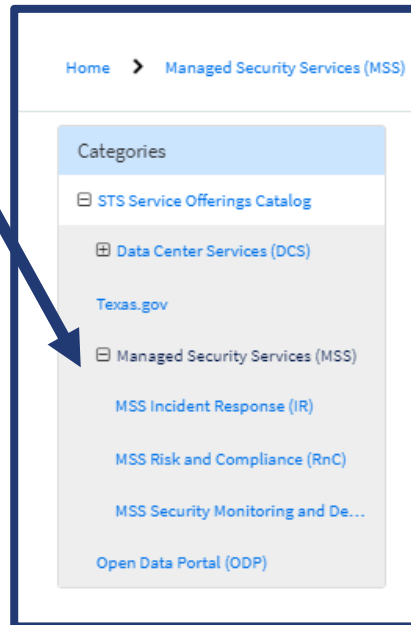 Home > Managed Security Services (MSS)
Categories
STS Service Offerings Catalog
Data Center Services (DCS)
Texas.gov
Managed Security Services (MSS)
MSS Incident Response (IR)
MSS Risk and Compliance (RnC)
MSS Security Monitoring and De...
Open Data Portal (ODP)